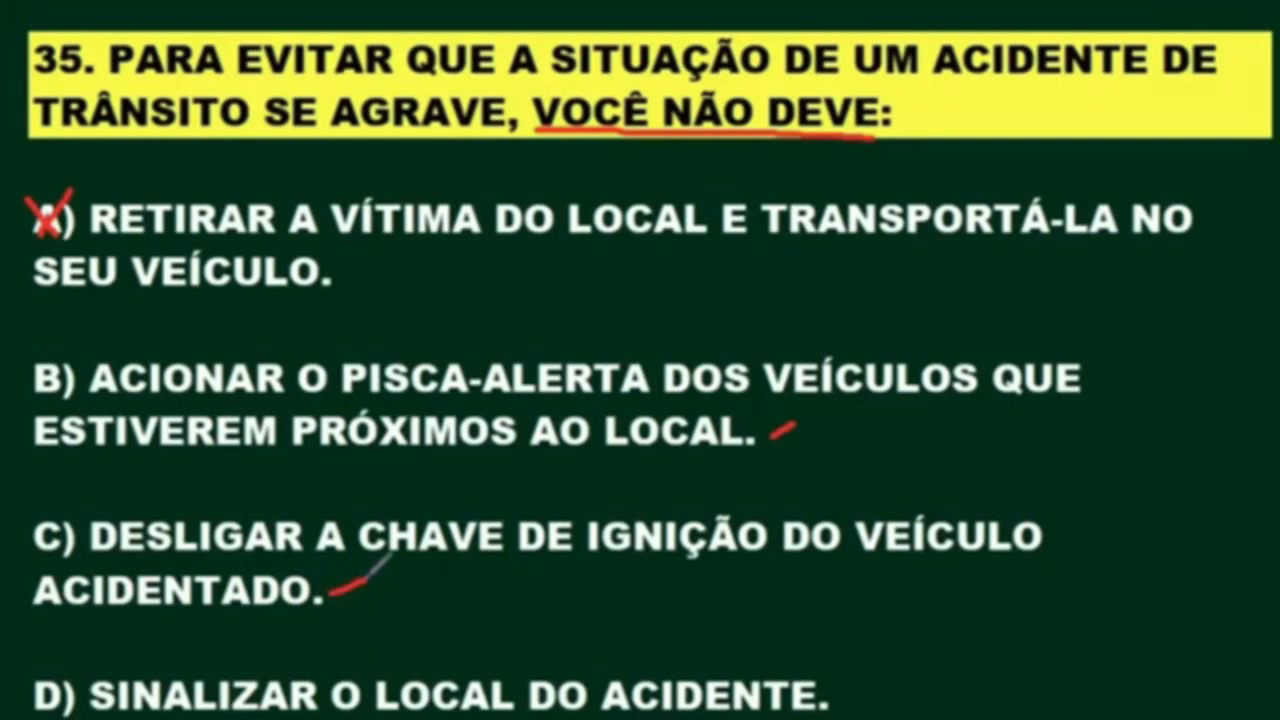 35. PARA EVITAR QUE A SITUAÇÃO DE UM ACIDENTE DE
TRÂNSITO SE AGRAVE, VOCÊ NÃO DEVE:
A) RETIRAR A VÍTIMA DO LOCAL E TRANSPORTÁ-LA NO
SEU VEÍCULO.
B) ACIONAR O PISCA-ALERTA DOS VEÍCULOS QUE
ESTIVEREM PRÓXIMOS AO LOCAL.
C) DESLIGAR A CHAVE DE IGNIÇÃO DO VEÍCULO
ACIDENTADO.
D) SINALIZAR O LOCAL DO ACIDENTE.